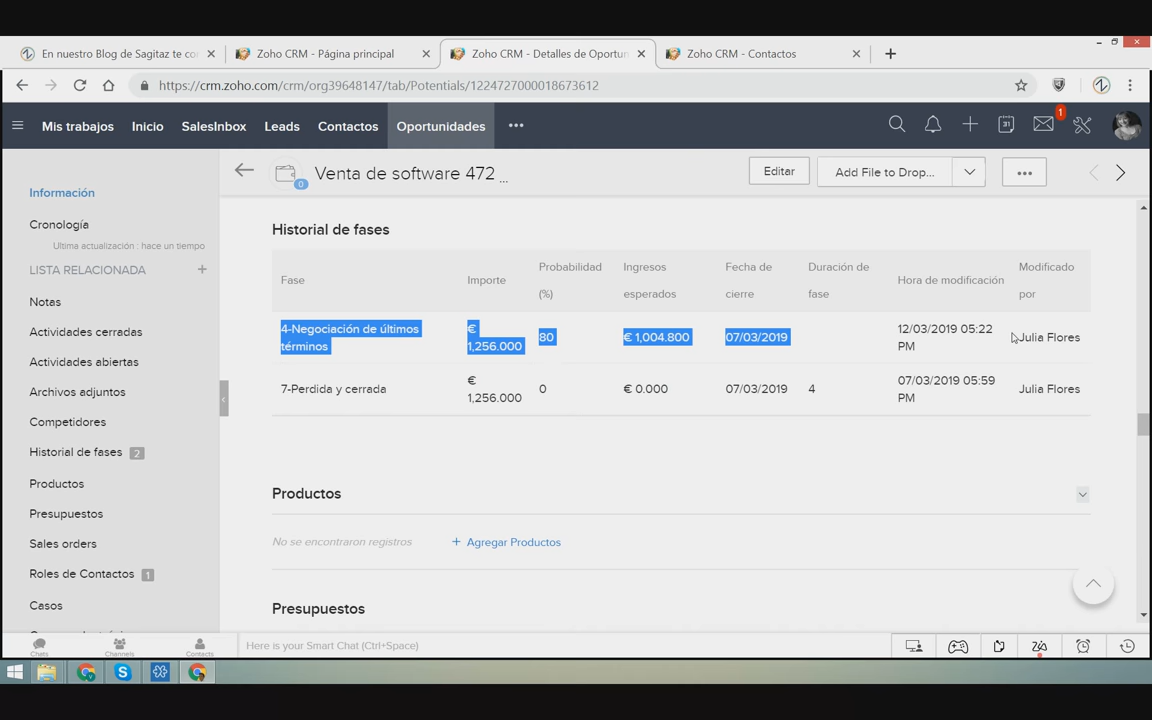 En nuestro Blog de Sagitaz te co
Zoho CRM - Página principal
Zoho CRM - Detalles de Oportun
Zoho CRM - Contactos
https://crm.zoho.com/crm/org39648147/tab/Potentials/1224727000018673612
Mis trabajos
Inicio
SalesInbox
Leads
Contactos
Oportunidades
31
1
Venta de software 472 ...
0
Editar
Add File to Drop...
Información
Cronología
Ultima actualización : hace un tiempo
LISTA RELACIONADA
Notas
Actividades cerradas
Actividades abiertas
Archivos adjuntos
Competidores
Historial de fases 2
Productos
Presupuestos
Sales orders
Roles de Contactos 1
Casos
Historial de fases
Fase
Importe
Probabilidad
(%)
Ingresos
esperados
Fecha de
cierre
Duración de
fase
Hora de modificación
Modificado
por
4-Negociación de últimos
términos
€
1,256.000
80
€ 1,004.800
07/03/2019
12/03/2019 05:22
PM
Julia Flores
7-Perdida y cerrada
€
1,256.000
0
€ 0.000
07/03/2019
4
07/03/2019 05:59
PM
Julia Flores
Productos
No se encontraron registros
+ Agregar Productos
Presupuestos
Chats
Channels
Contacts
Here is your Smart Chat (Ctrl+Space)